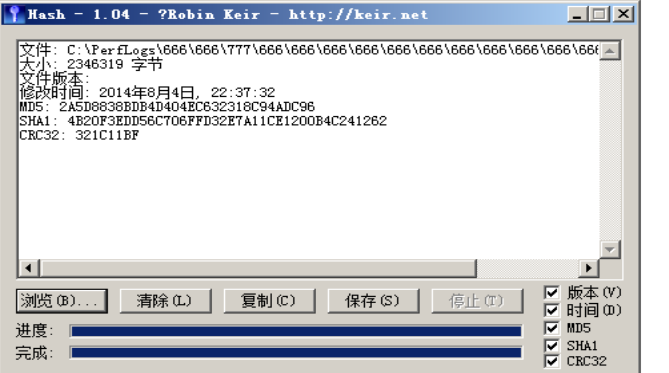 Hash - 1.04 - ?Robin Keir - http://keir.net
文件: C:\PerfLogs\666\666\777\666\666\666\666\666\666\666\666\666\666\66
大小: 2346319 字节
文件版本:
修改时间: 2014年8月4日, 22:37:32
MD5: 2A5D8838BDB4D404EC632318C94ADC96
SHA1: 4B20F3EDD56C706FFD32E7A11CE1200B4C241262
CRC32: 321C11BF
浏览(B)... 清除(L) 复制(C) 保存(S) 停止(T)
版本(V)
时间(D)
MD5
SHA1
CRC32
进度:
完成: